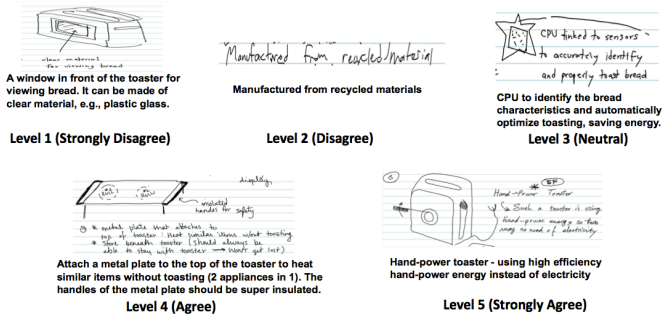 clear material
for viewing bread
A window in front of the toaster for
viewing bread. It can be made of
clear material, e.g., plastic glass.
Level 1 (Strongly Disagree)
Manufactured from recycled/material
Manufactured from recycled materials
Level 2 (Disagree)
CPU linked to sensors
to accurately identify
and properly toast bread
CPU to identify the bread
characteristics and automatically
optimize toasting, saving energy.
Level 3 (Neutral)
display
insulated
handles for safety
* metal plate that attaches to
top of toaster: Heat similar items w/out toasting
* Store beneath toaster (should always be
able to stay with toaster → Won't get lost)
Attach a metal plate to the top of the toaster to heat
similar items without toasting (2 appliances in 1). The
handles of the metal plate should be super insulated.
Level 4 (Agree)
Hand-Power Toaster
Such a toaster is using
hand-power energy so there
is no need of electricity
Hand-power toaster - using high efficiency
hand-power energy instead of electricity
Level 5 (Strongly Agree)